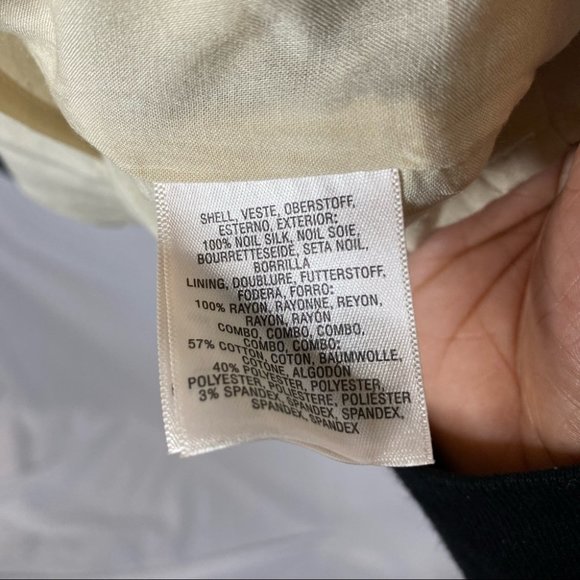 SHELL, VESTE, OBERSTOFF,
ESTERNO, EXTERIOR:
100% NOIL SILK, NOIL SOIE,
BOURRETTESEIDE, SETA NOIL,
BORRILLA
LINING, DOUBLURE, FUTTERSTOFF,
FODERA, FORRO:
100% RAYON, RAYONNE, REYON,
RAYON, RAYÓN
COMBO, COMBO, COMBO,
COMBO, COMBO:
57% COTTON, COTON, BAUMWOLLE,
COTONE, ALGODÓN
40% POLYESTER, POLYESTER,
POLYESTER, POLIESTERE, POLIÉSTER
3% SPANDEX, SPANDEX, SPANDEX,
SPANDEX, SPANDEX